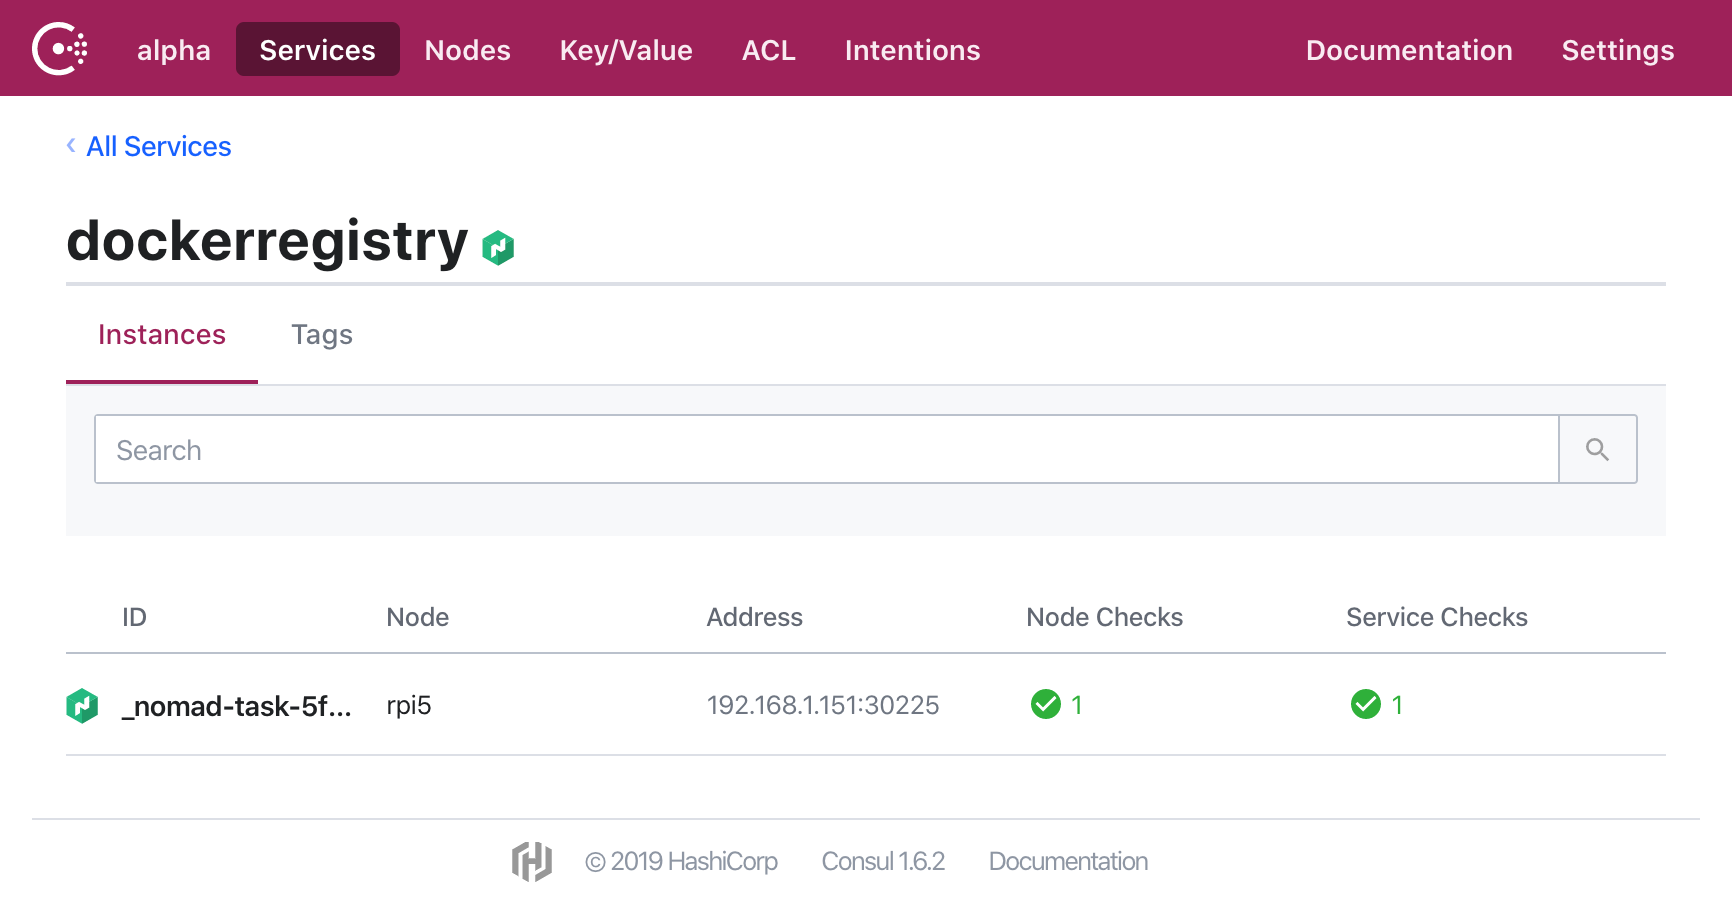 alpha Services Nodes Key/Value ACL Intentions Documentation Settings
All Services
dockerregistry
Instances Tags
Search
ID Node Address Node Checks Service Checks
_nomad-task-5f... rpi5 192.168.1.151:30225 1 1
© 2019 HashiCorp Consul 1.6.2 Documentation